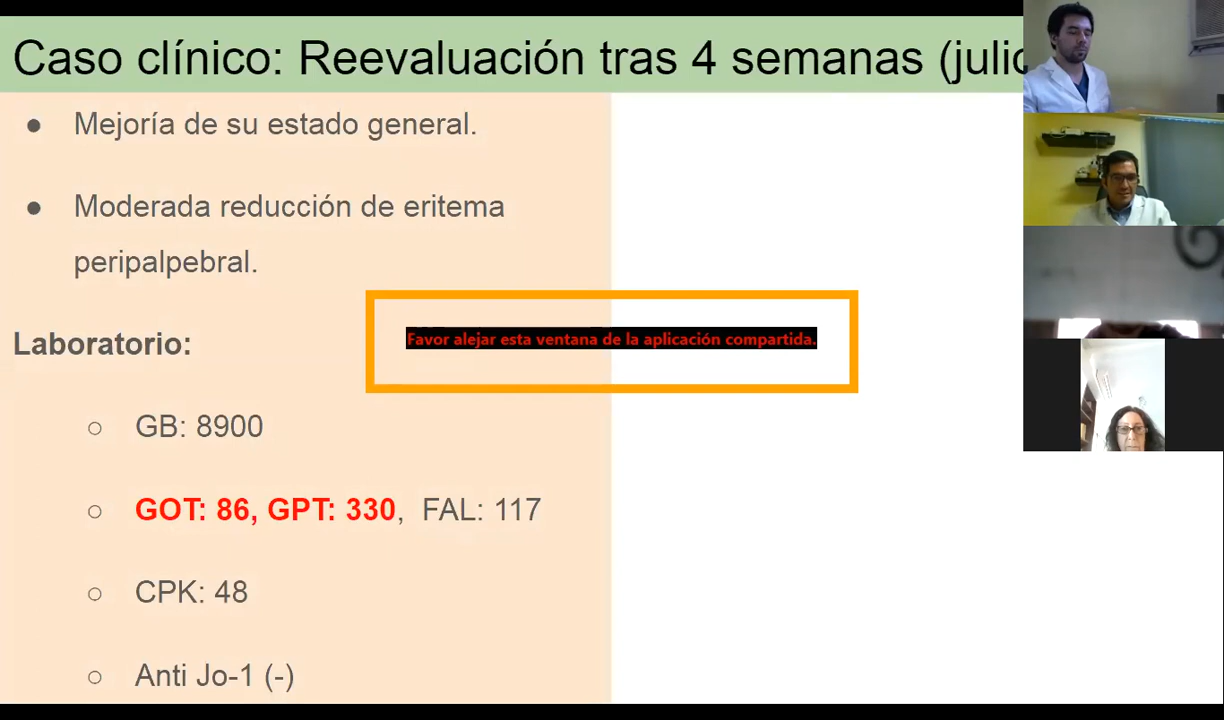 Caso clínico: Reevaluación tras 4 semanas
● Mejoría de su estado general.
● Moderada reducción de eritema
peripalpebral.
Favor alejar esta ventana de la aplicación compartida.
Laboratorio:
○ GB: 8900
○ GOT: 86, GPT: 330, FAL: 117
○ CPK: 48
○ Anti Jo-1 (-)